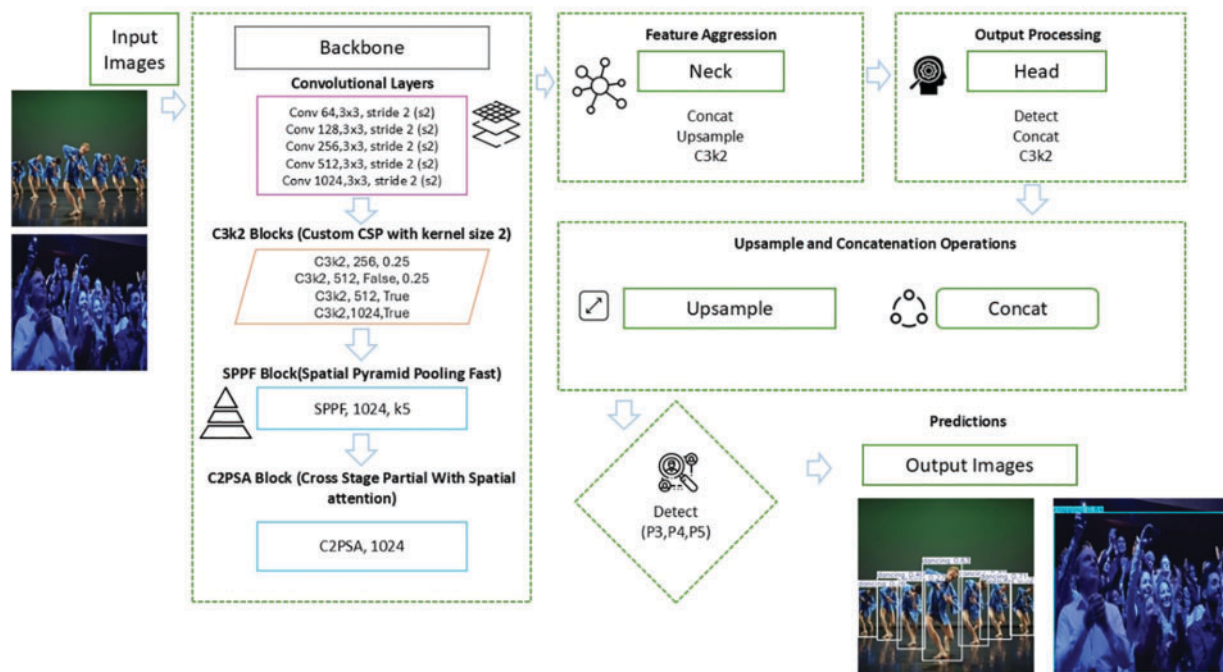 Input
Images
Backbone
Convolutional Layers
Conv 64,3x3, stride 2 (s2)
Conv 128,3x3, stride 2 (s2)
Conv 256,3x3, stride 2 (s2)
Conv 512,3x3, stride 2 (s2)
Conv 1024,3x3, stride 2 (s2)
C3k2 Blocks (Custom CSP with kernel size 2)
C3k2, 256, 0.25
C3k2, 512, False, 0.25
C3k2, 512, True
C3k2,1024,True
SPPF Block(Spatial Pyramid Pooling Fast)
SPPF, 1024, k5
C2PSA Block (Cross Stage Partial With Spatial
attention)
C2PSA, 1024
Feature Aggression
Neck
Concat
Upsample
C3k2
Output Processing
Head
Detect
Concat
C3k2
Upsample and Concatenation Operations
Upsample
Concat
Detect
(P3,P4,P5)
Predictions
Output Images